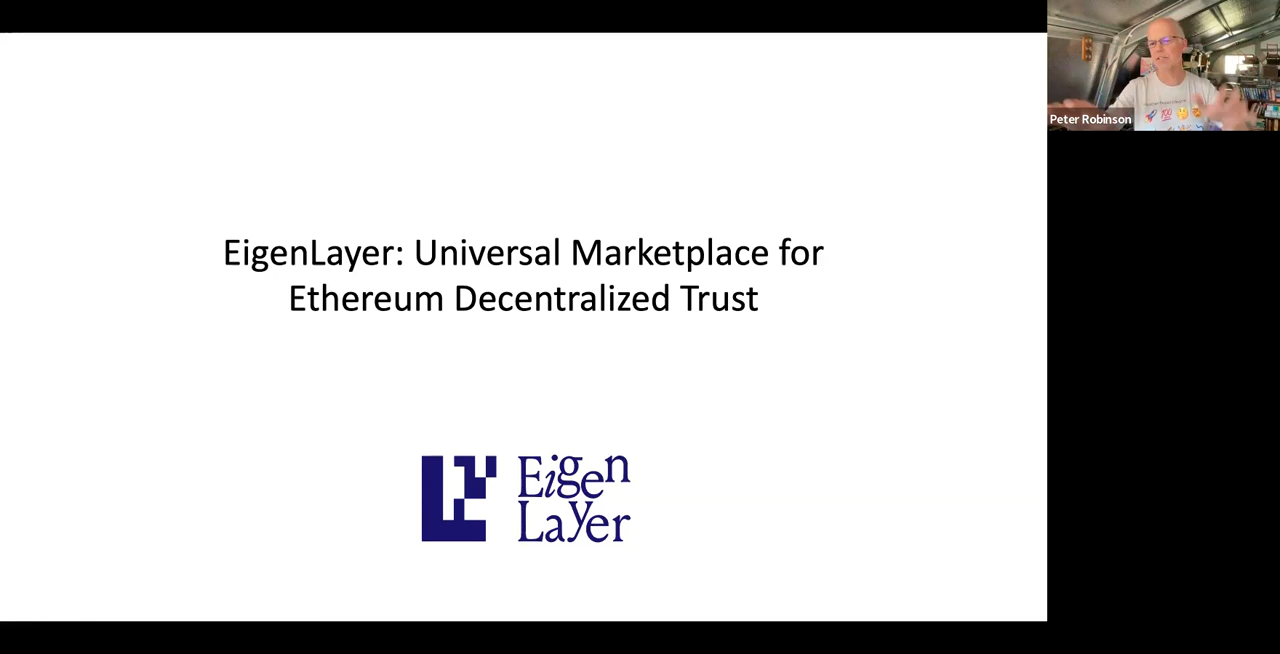 EigenLayer: Universal Marketplace for
Ethereum Decentralized Trust
Eigen
Layer
Peter Robinson